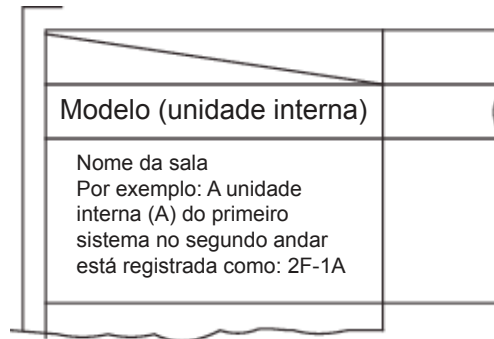 Modelo (unidade interna)
Nome da sala
Por exemplo: A unidade
interna (A) do primeiro
sistema no segundo andar
está registrada como: 2F-1A